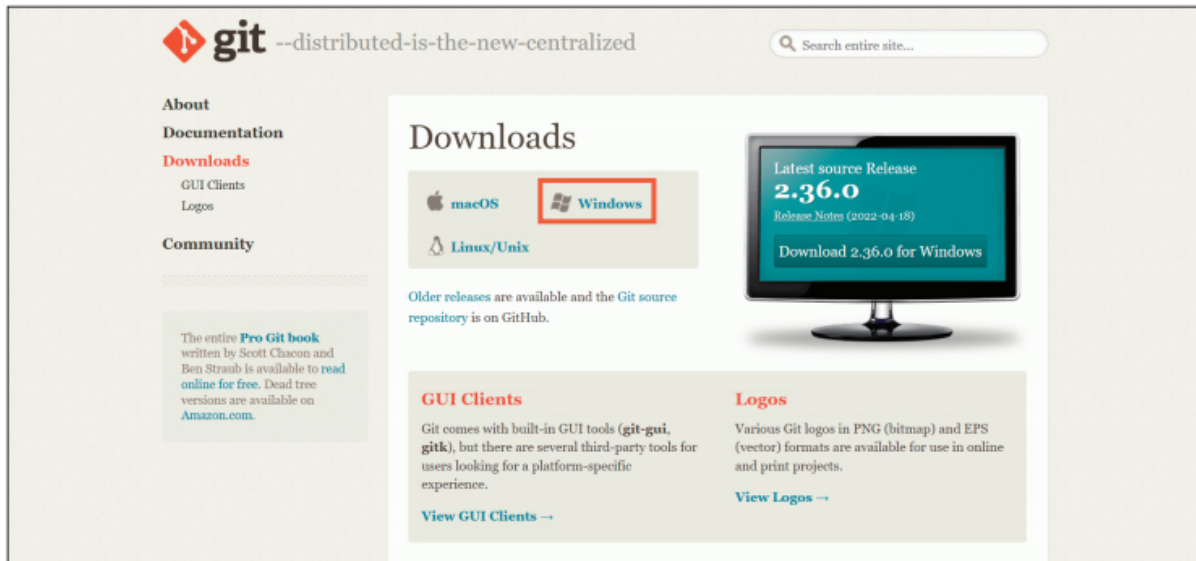 git --distributed-is-the-new-centralized
Search entire site...
About
Documentation
Downloads
GUI Clients
Logos
Community
The entire Pro Git book
written by Scott Chacon and
Ben Straub is available to read
online for free. Dead tree
versions are available on
Amazon.com.
Downloads
macOS
Windows
Linux/Unix
Older releases are available and the Git source
repository is on GitHub.
Latest source Release
2.36.0
Release Notes (2022-04-18)
Download 2.36.0 for Windows
GUI Clients
Git comes with built-in GUI tools (git-gui,
gitk), but there are several third-party tools for
users looking for a platform-specific
experience.
View GUI Clients →
Logos
Various Git logos in PNG (bitmap) and EPS
(vector) formats are available for use in online
and print projects.
View Logos →